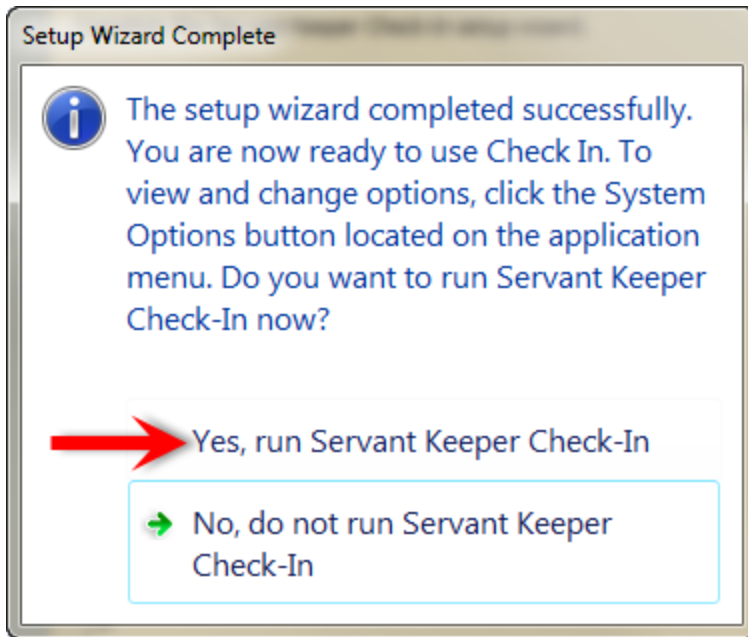 Setup Wizard Complete
The setup wizard completed successfully.
You are now ready to use Check In. To
view and change options, click the System
Options button located on the application
menu. Do you want to run Servant Keeper
Check-In now?
Yes, run Servant Keeper Check-In
No, do not run Servant Keeper
Check-In